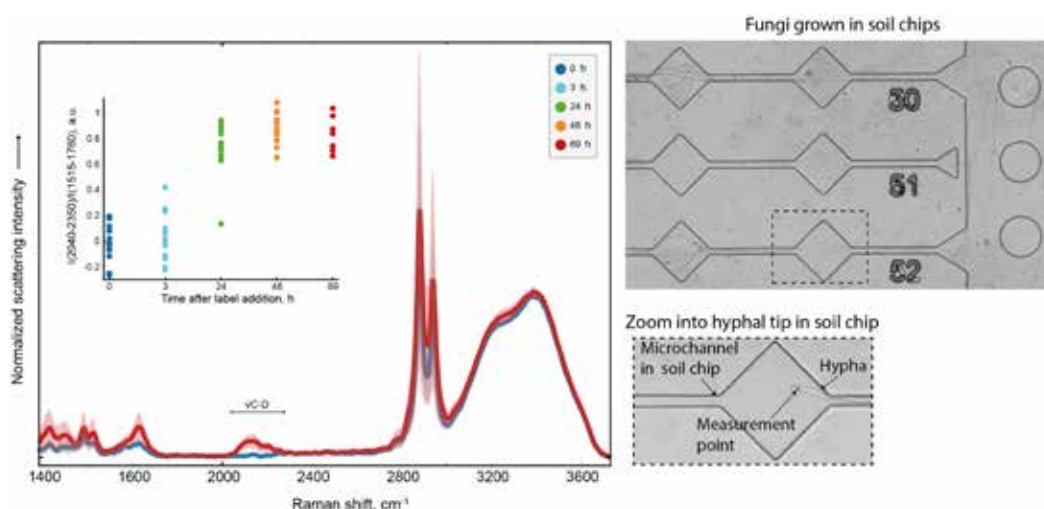 Fungi grown in soil chips
0 h
3 h
24 h
48 h
69 h
I(2040-2350)/I(1515-1760), a.u.
1
0.8
0.6
0.4
0.2
0
-0.2
0 3 24 48 69
Time after label addition, h
Normalized scattering intensity
νC-D
1400 1600 2000 2400 2800 3200 3600
Raman shift, cm⁻¹
50
51
52
Zoom into hyphal tip in soil chip
Microchannel
in soil chip
Hypha
Measurement
point